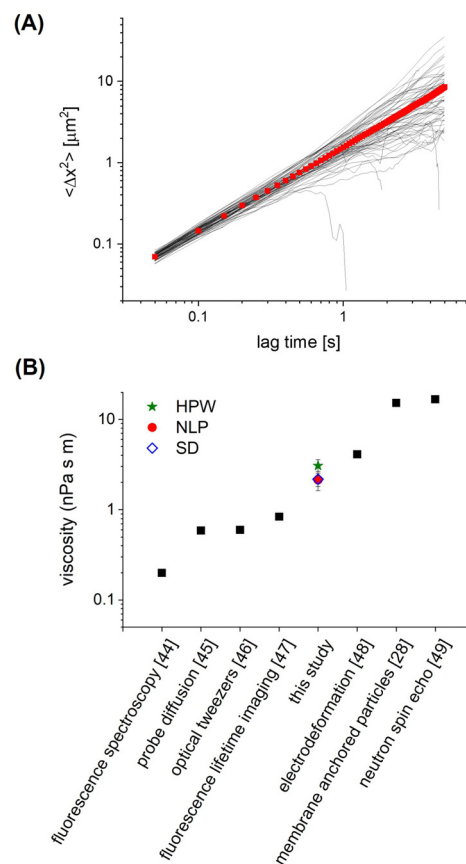 (A)
10
1
0.1
<Δx²> [μm²]
0.1
1
lag time [s]
(B)
10
1
0.1
viscosity (nPa s m)
HPW
NLP
SD
fluorescence spectroscopy [44]
probe diffusion [45]
optical tweezers [46]
fluorescence lifetime imaging [47]
this study
electrodeformation [48]
membrane anchored particles [28]
neutron spin echo [49]